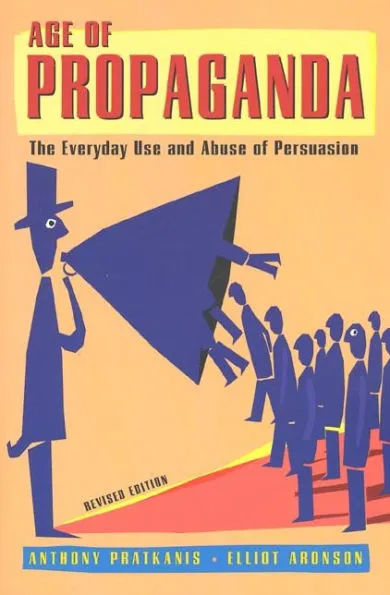 AGE OF
PROPAGANDA
The Everyday Use and Abuse of Persuasion
REVISED EDITION
ANTHONY PRATKANIS • ELLIOT ARONSON